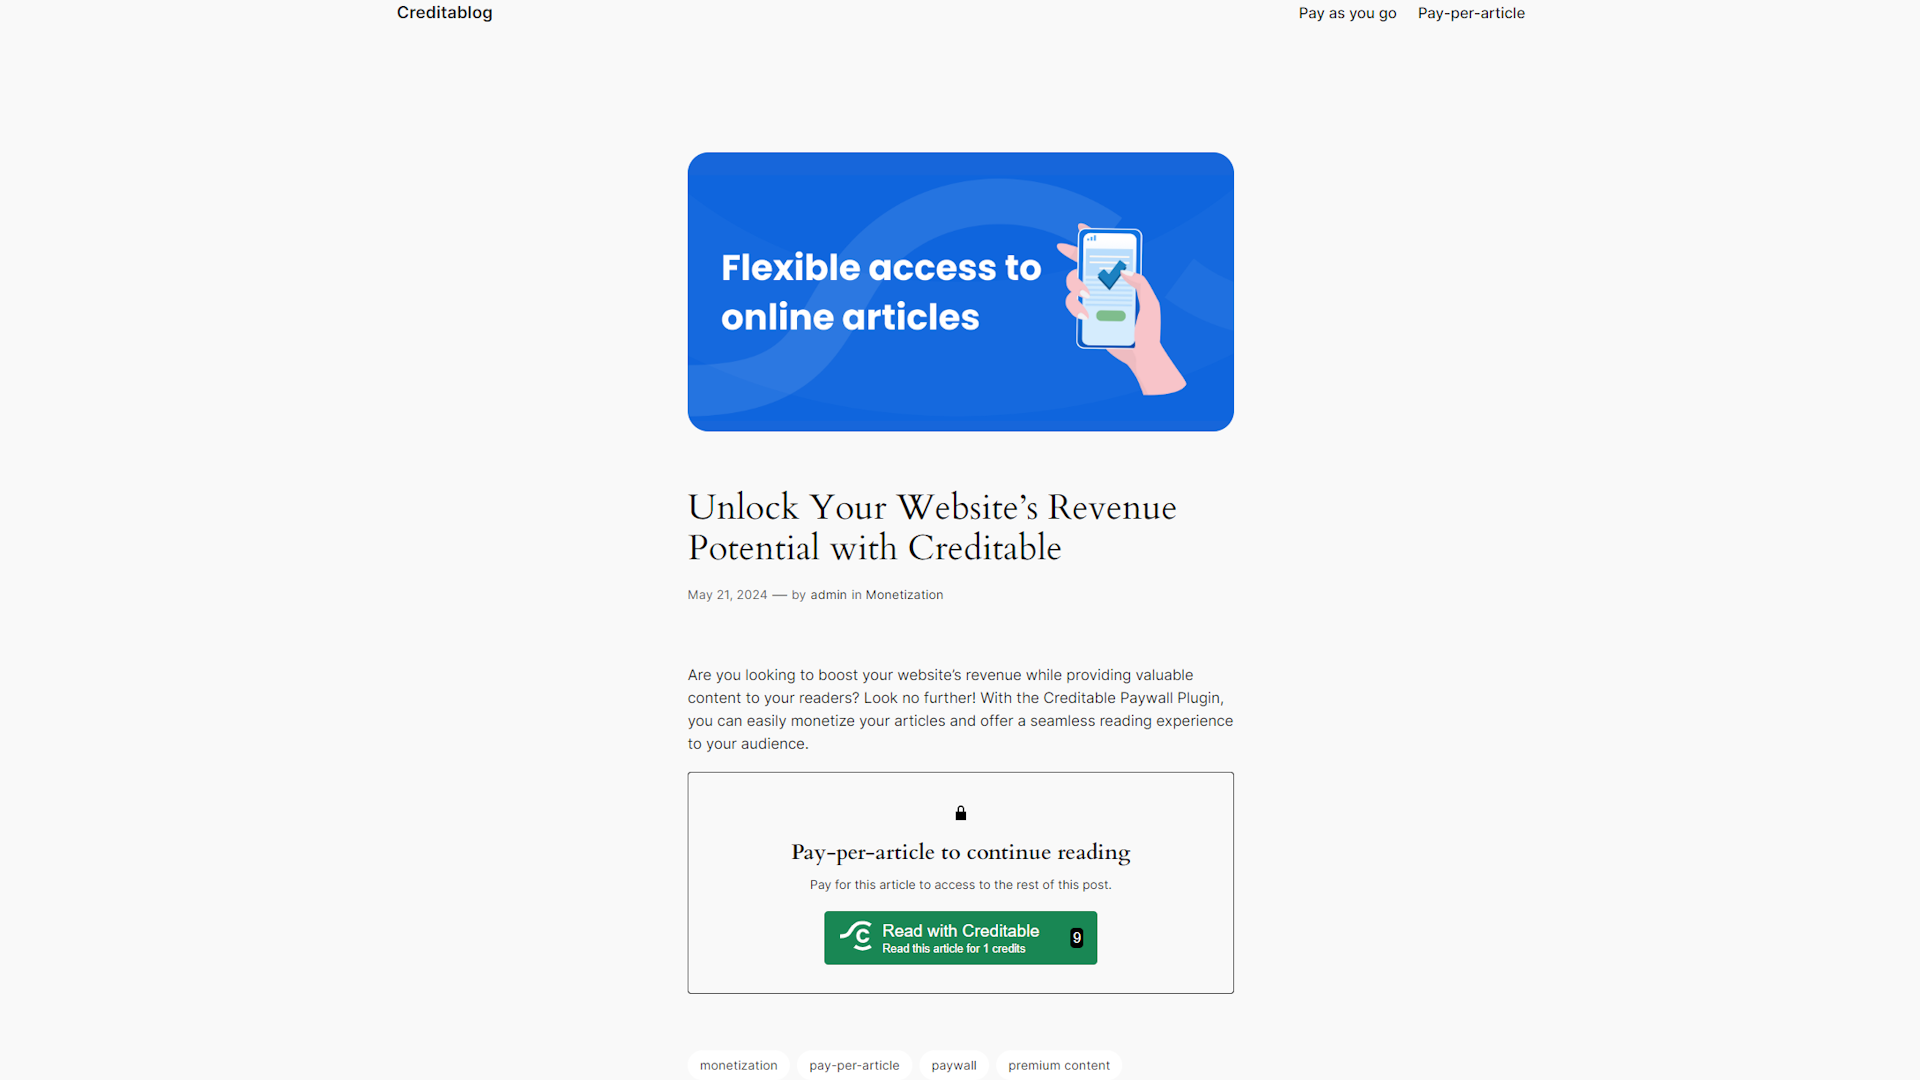 Creditablog
Pay as you go
Pay-per-article
Flexible access to
online articles
Unlock Your Website’s Revenue
Potential with Creditable
May 21, 2024 — by admin in Monetization
Are you looking to boost your website’s revenue while providing valuable
content to your readers? Look no further! With the Creditable Paywall Plugin,
you can easily monetize your articles and offer a seamless reading experience
to your audience.
Pay-per-article to continue reading
Pay for this article to access to the rest of this post.
Read with Creditable
Read this article for 1 credits
9
monetization
pay-per-article
paywall
premium content